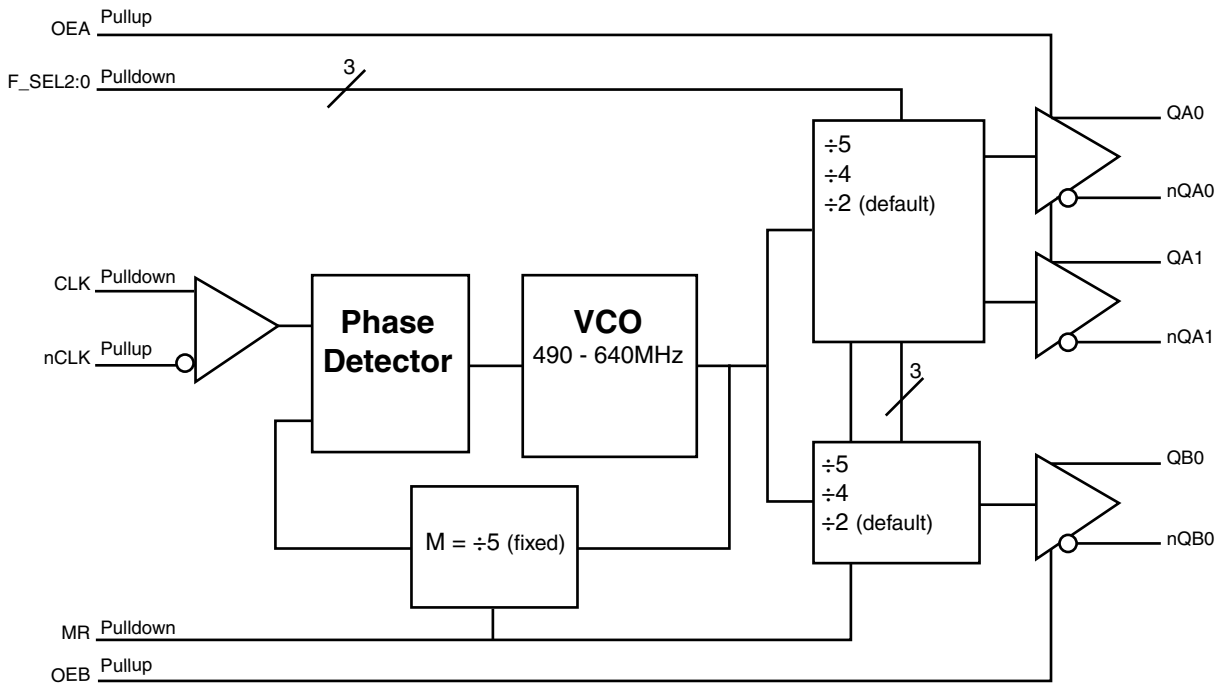 OEA Pullup
F_SEL2:0 Pulldown
3
QA0
÷5
÷4
÷2 (default)
nQA0
QA1
CLK Pulldown
Phase
Detector
VCO
490 - 640MHz
nQA1
nCLK Pullup
3
÷5
÷4
÷2 (default)
QB0
M = ÷5 (fixed)
nQB0
MR Pulldown
OEB Pullup